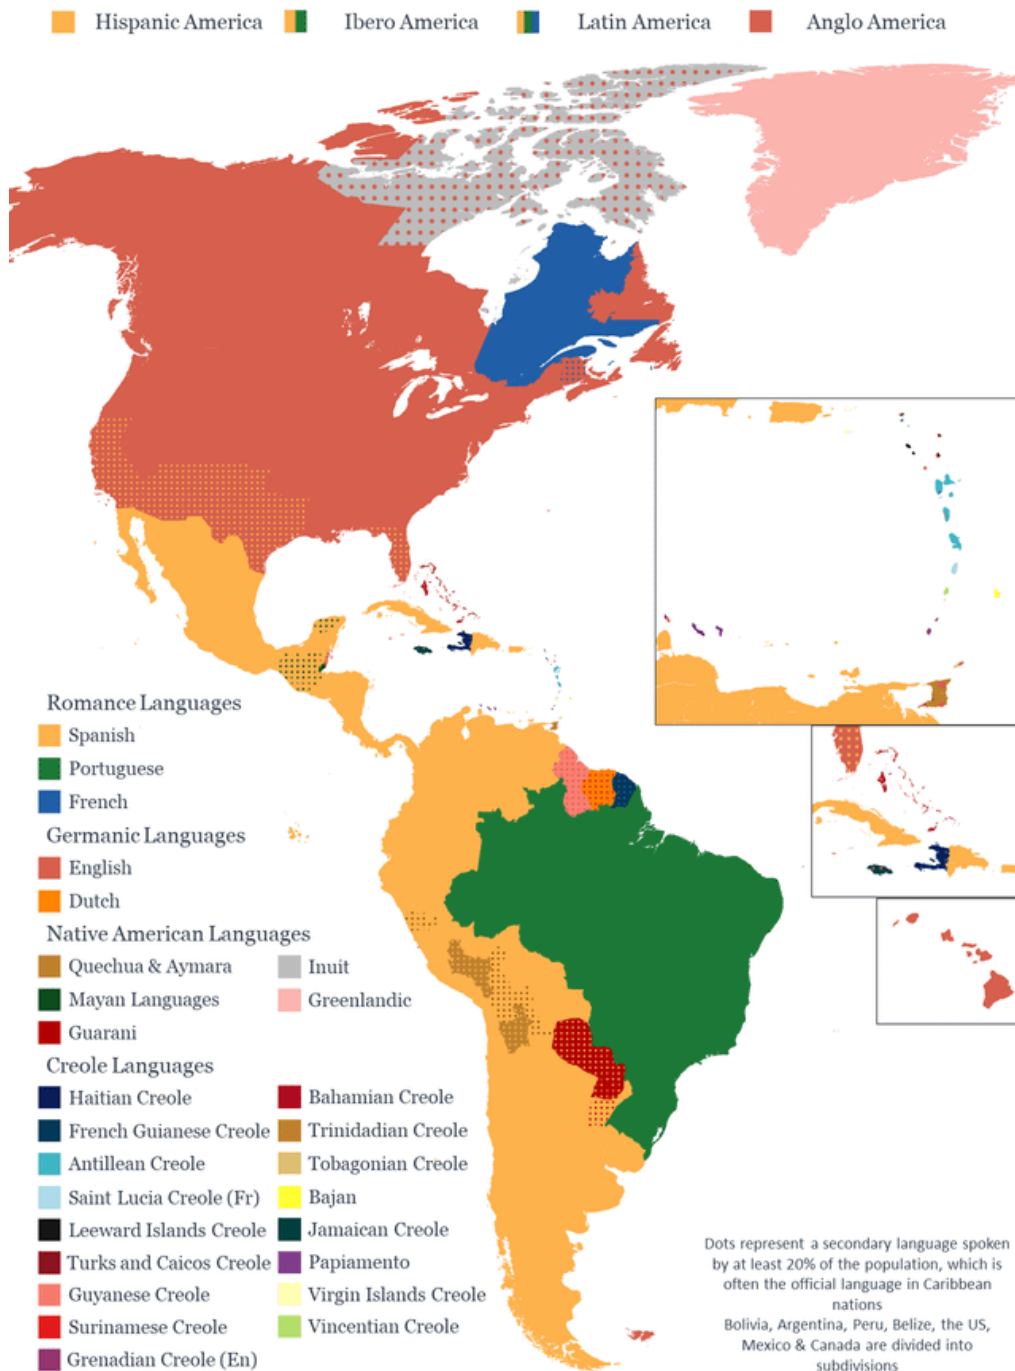 Hispanic America
Ibero America
Latin America
Anglo America
Romance Languages
Spanish
Portuguese
French
Germanic Languages
English
Dutch
Native American Languages
Quechua & Aymara
Inuit
Mayan Languages
Greenlandic
Guarani
Creole Languages
Haitian Creole
Bahamian Creole
French Guianese Creole
Trinidadian Creole
Antillean Creole
Tobagonian Creole
Saint Lucia Creole (Fr)
Bajan
Leeward Islands Creole
Jamaican Creole
Turks and Caicos Creole
Papiamento
Guyanese Creole
Virgin Islands Creole
Surinamese Creole
Vincentian Creole
Grenadian Creole (En)
Dots represent a secondary language spoken
by at least 20% of the population, which is
often the official language in Caribbean
nations
Bolivia, Argentina, Peru, Belize, the US,
Mexico & Canada are divided into
subdivisions